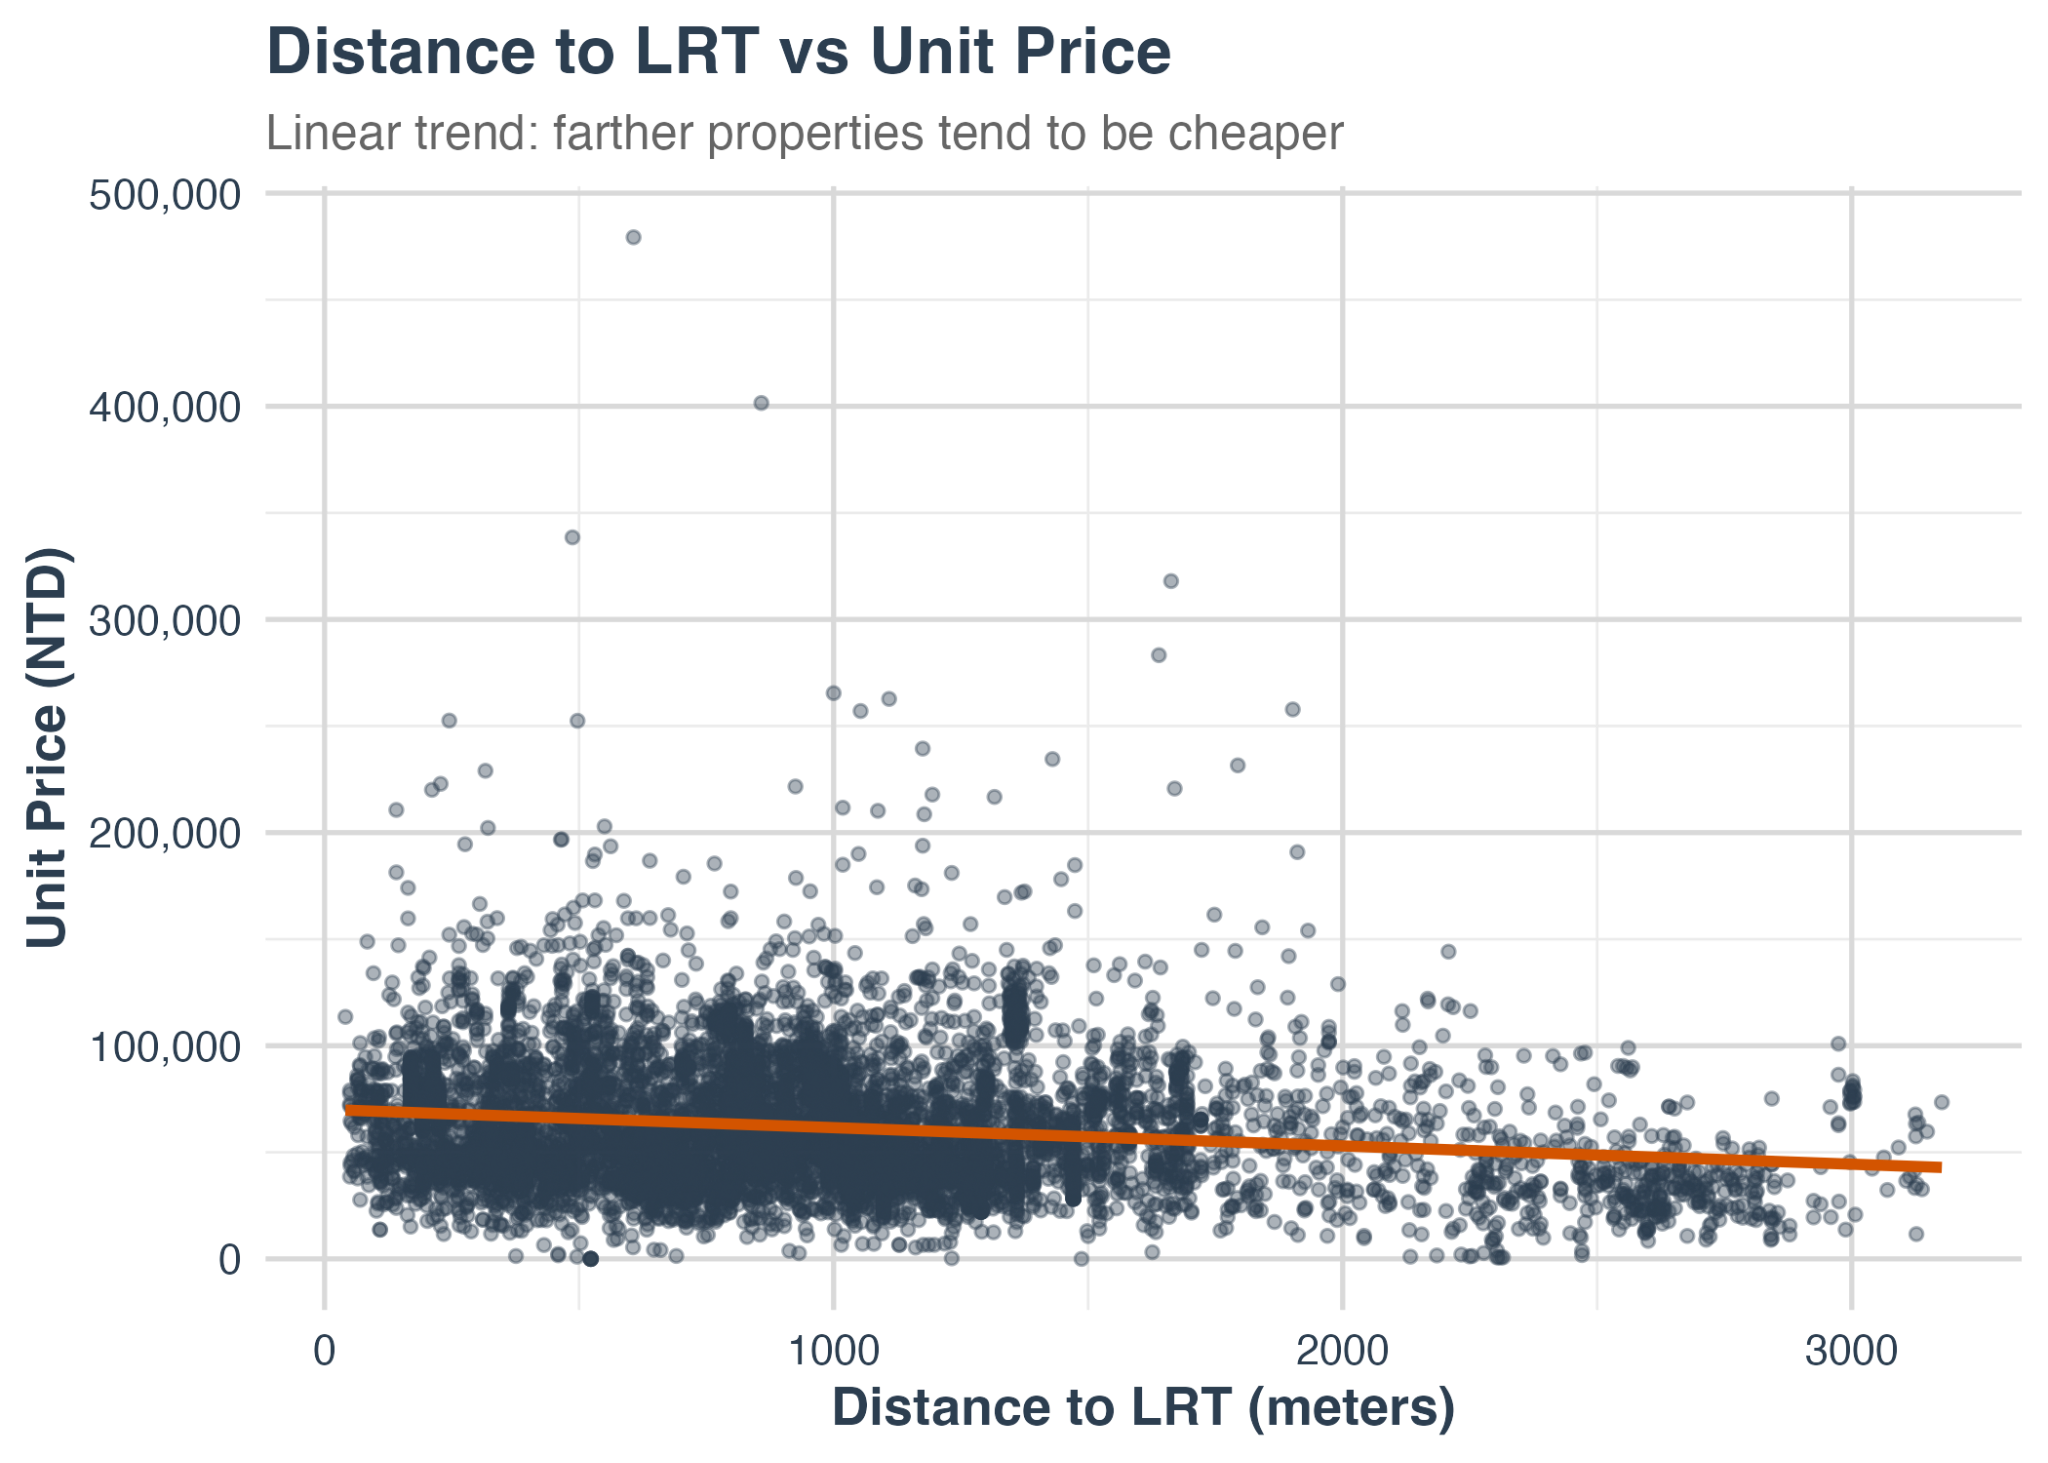 Distance to LRT vs Unit Price
Linear trend: farther properties tend to be cheaper
500,000
400,000
300,000
200,000
100,000
0
Unit Price (NTD)
0 1000 2000 3000
Distance to LRT (meters)